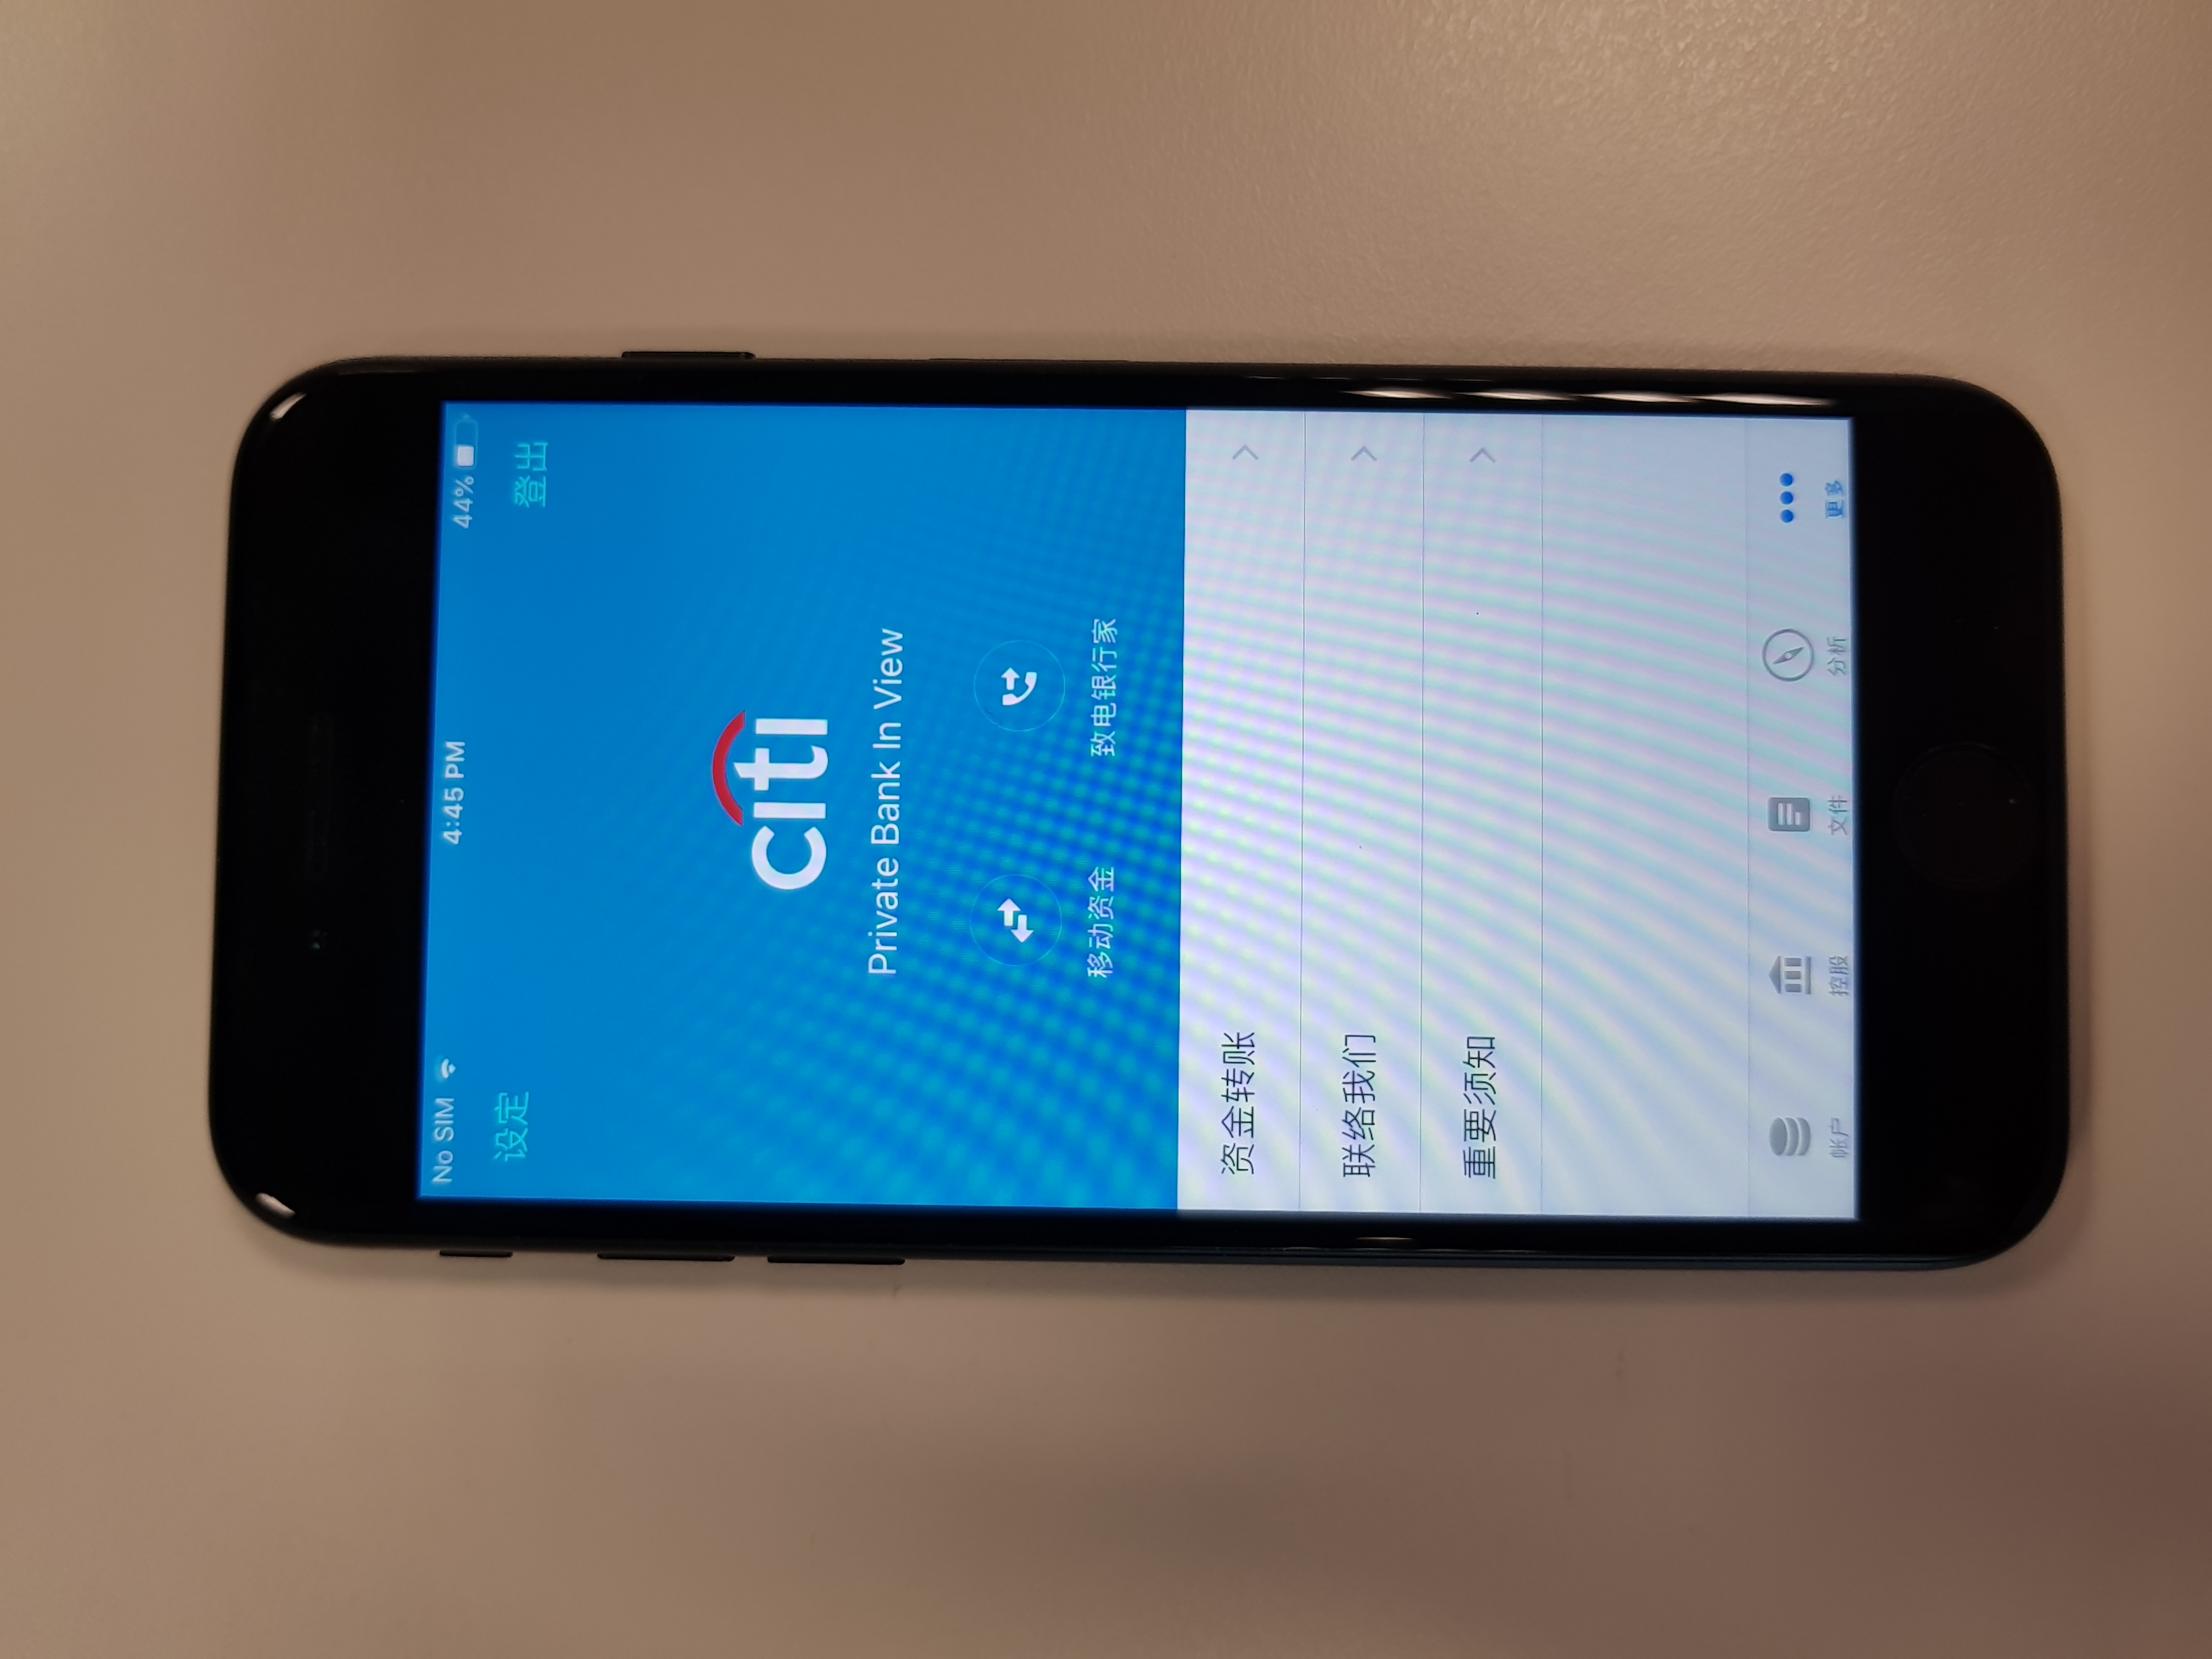 No SIM 4:45 PM 44%
设定 登出
citi
Private Bank In View
移动资金 致电银行家
资金转账
联络我们
重要须知
帐户 控股 文件 分析 更多